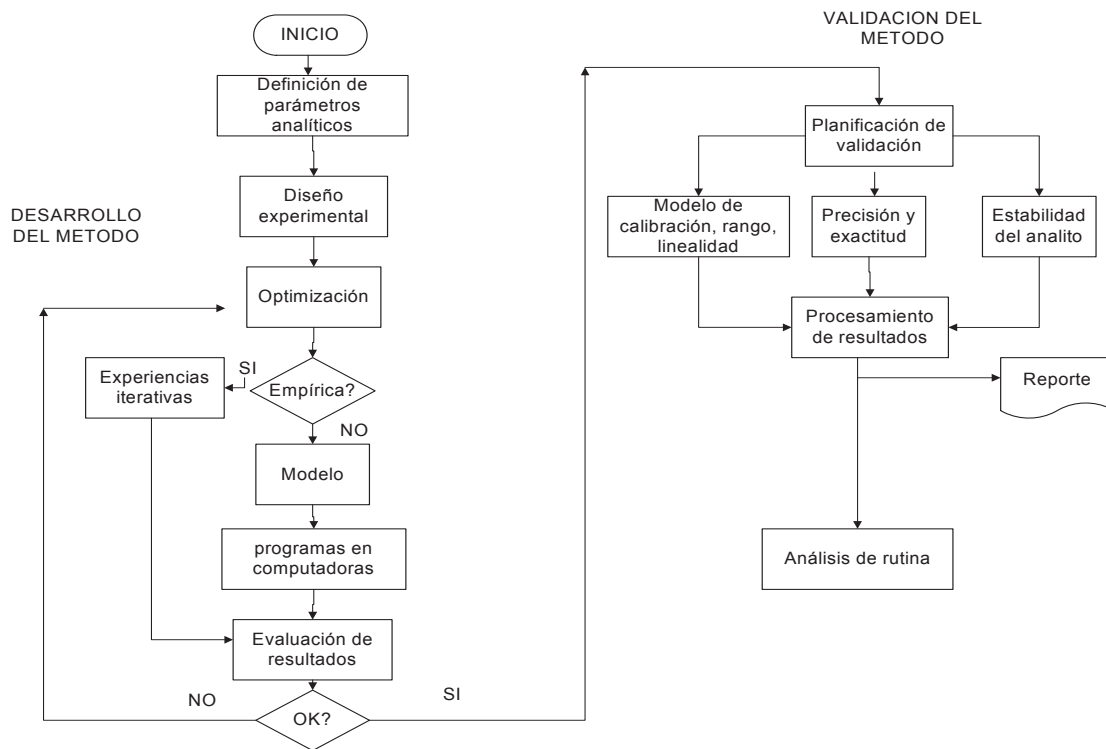 INICIO
Definición de
parámetros
analíticos
Diseño
experimental
DESARROLLO
DEL METODO
Optimización
Experiencias
iterativas
SI
Empírica?
NO
Modelo
programas en
computadoras
Evaluación de
resultados
NO
SI
OK?
VALIDACION DEL
METODO
Planificación de
validación
Modelo de
calibración, rango,
linealidad
Precisión y
exactitud
Estabilidad
del analito
Procesamiento
de resultados
Reporte
Análisis de rutina